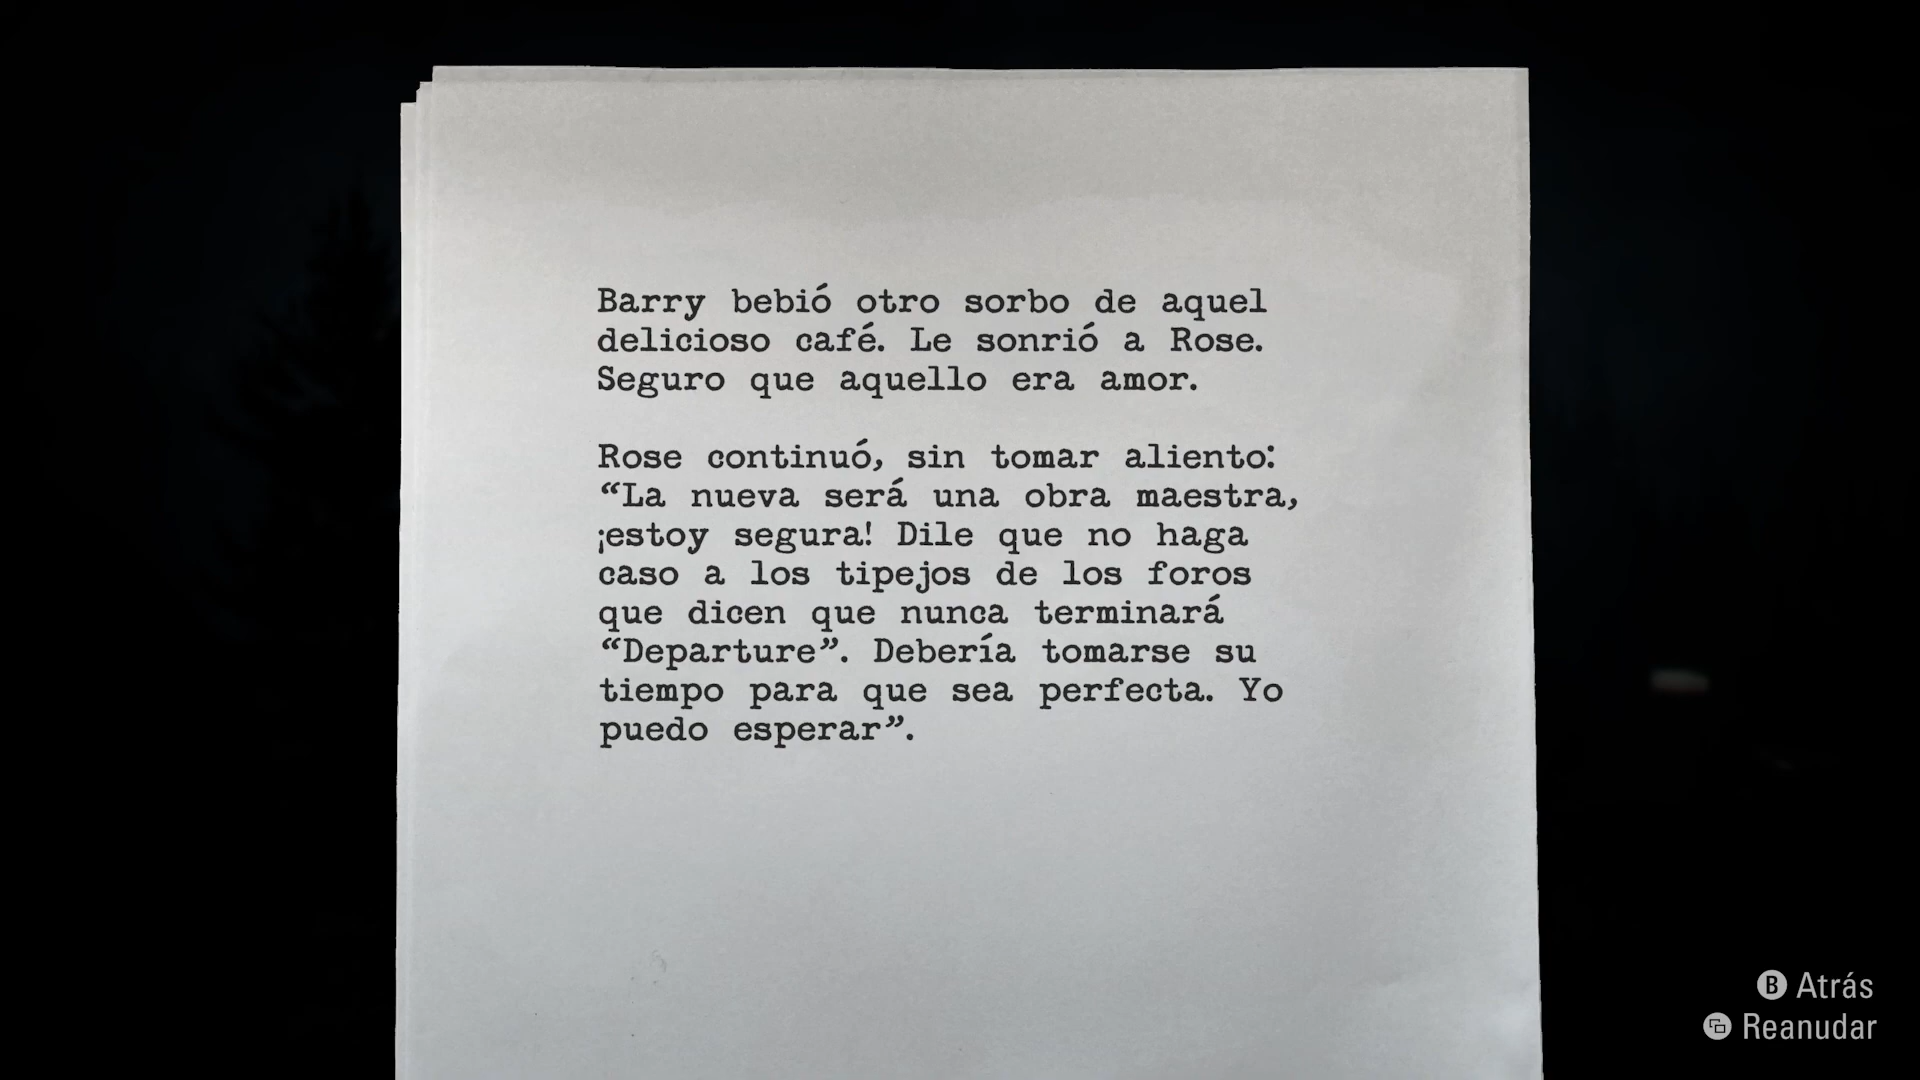 Barry bebió otro sorbo de aquel
delicioso café. Le sonrió a Rose.
Seguro que aquello era amor.
Rose continuó, sin tomar aliento:
“La nueva será una obra maestra,
¡estoy segura! Dile que no haga
caso a los tipejos de los foros
que dicen que nunca terminará
“Departure”. Debería tomarse su
tiempo para que sea perfecta. Yo
puedo esperar”.
B Atrás
Reanudar